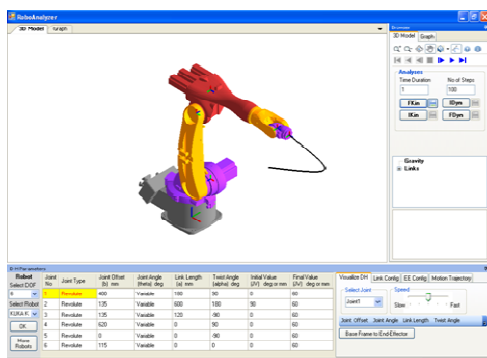 RoboAnalyzer
3D Model Graph
3D Model Graph
Analyses
Time Duration No of Steps
1 100
FKin IDyn
IKin FDyn
Gravity
Links
D-H Parameters
Robot
Select DOF
6
Select Robot
KUKA K
OK
More Robots
Joint No Joint Type Joint Offset (b) mm Joint Angle (theta) deg Link Length (a) mm Twist Angle (alpha) deg Initial Value (JV) deg or mm Final Value (JV) deg or mm
1 Revolute 400 Variable 180 90 0 60
2 Revolute 135 Variable 600 180 90
3 Revolute 135 Variable 120 -90 0 60
4 Revolute 620 Variable 0 90 0 60
5 Revolute 0 Variable 0 -90 0 60
6 Revolute 115 Variable 0 0 0 60
Visualize DH Link Config EE Config Motion Trajectory
Select Joint Speed
Joint1 Slow Fast
Joint Offset Joint Angle Link Length Twist Angle
Base Frame to End-Effector